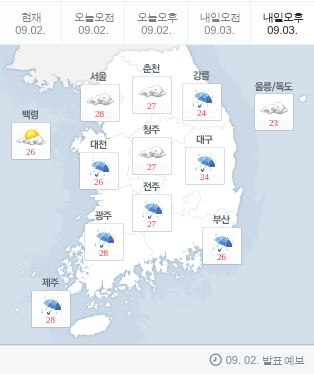 현재 오늘오전 오늘오후 내일오전 내일오후
09.02. 09.02. 09.02. 09.03. 09.03.
서울 춘천 강릉 울릉/독도
28 27 24 23
백령
26
대전 청주 대구
26 27 24
전주
27
광주 부산
28 26
제주
28
09. 02. 발표 예보